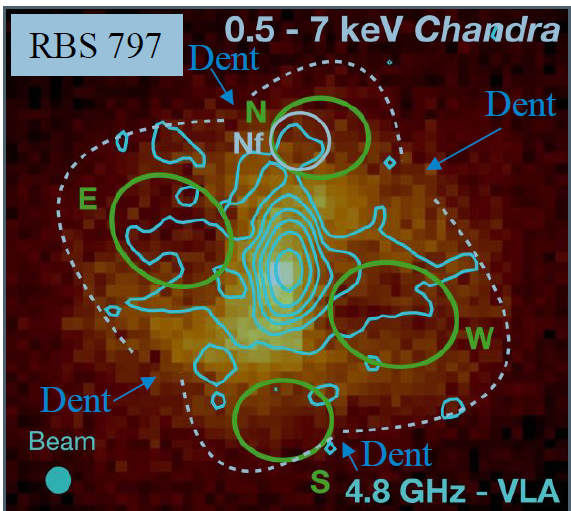 RBS 797
0.5 - 7 keV Chandra
Dent
Dent
N
Nf
E
W
Dent
Beam
Dent
S
4.8 GHz - VLA